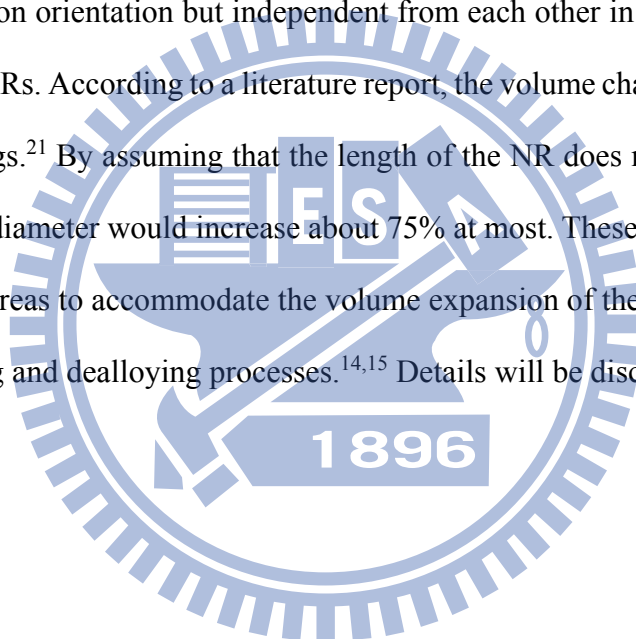 on orientation but independent from each other in
Rs. According to a literature report, the volume cha
gs.21 By assuming that the length of the NR does
diameter would increase about 75% at most. These
reas to accommodate the volume expansion of the
g and dealloying processes.14,15 Details will be disc
E S A
1896